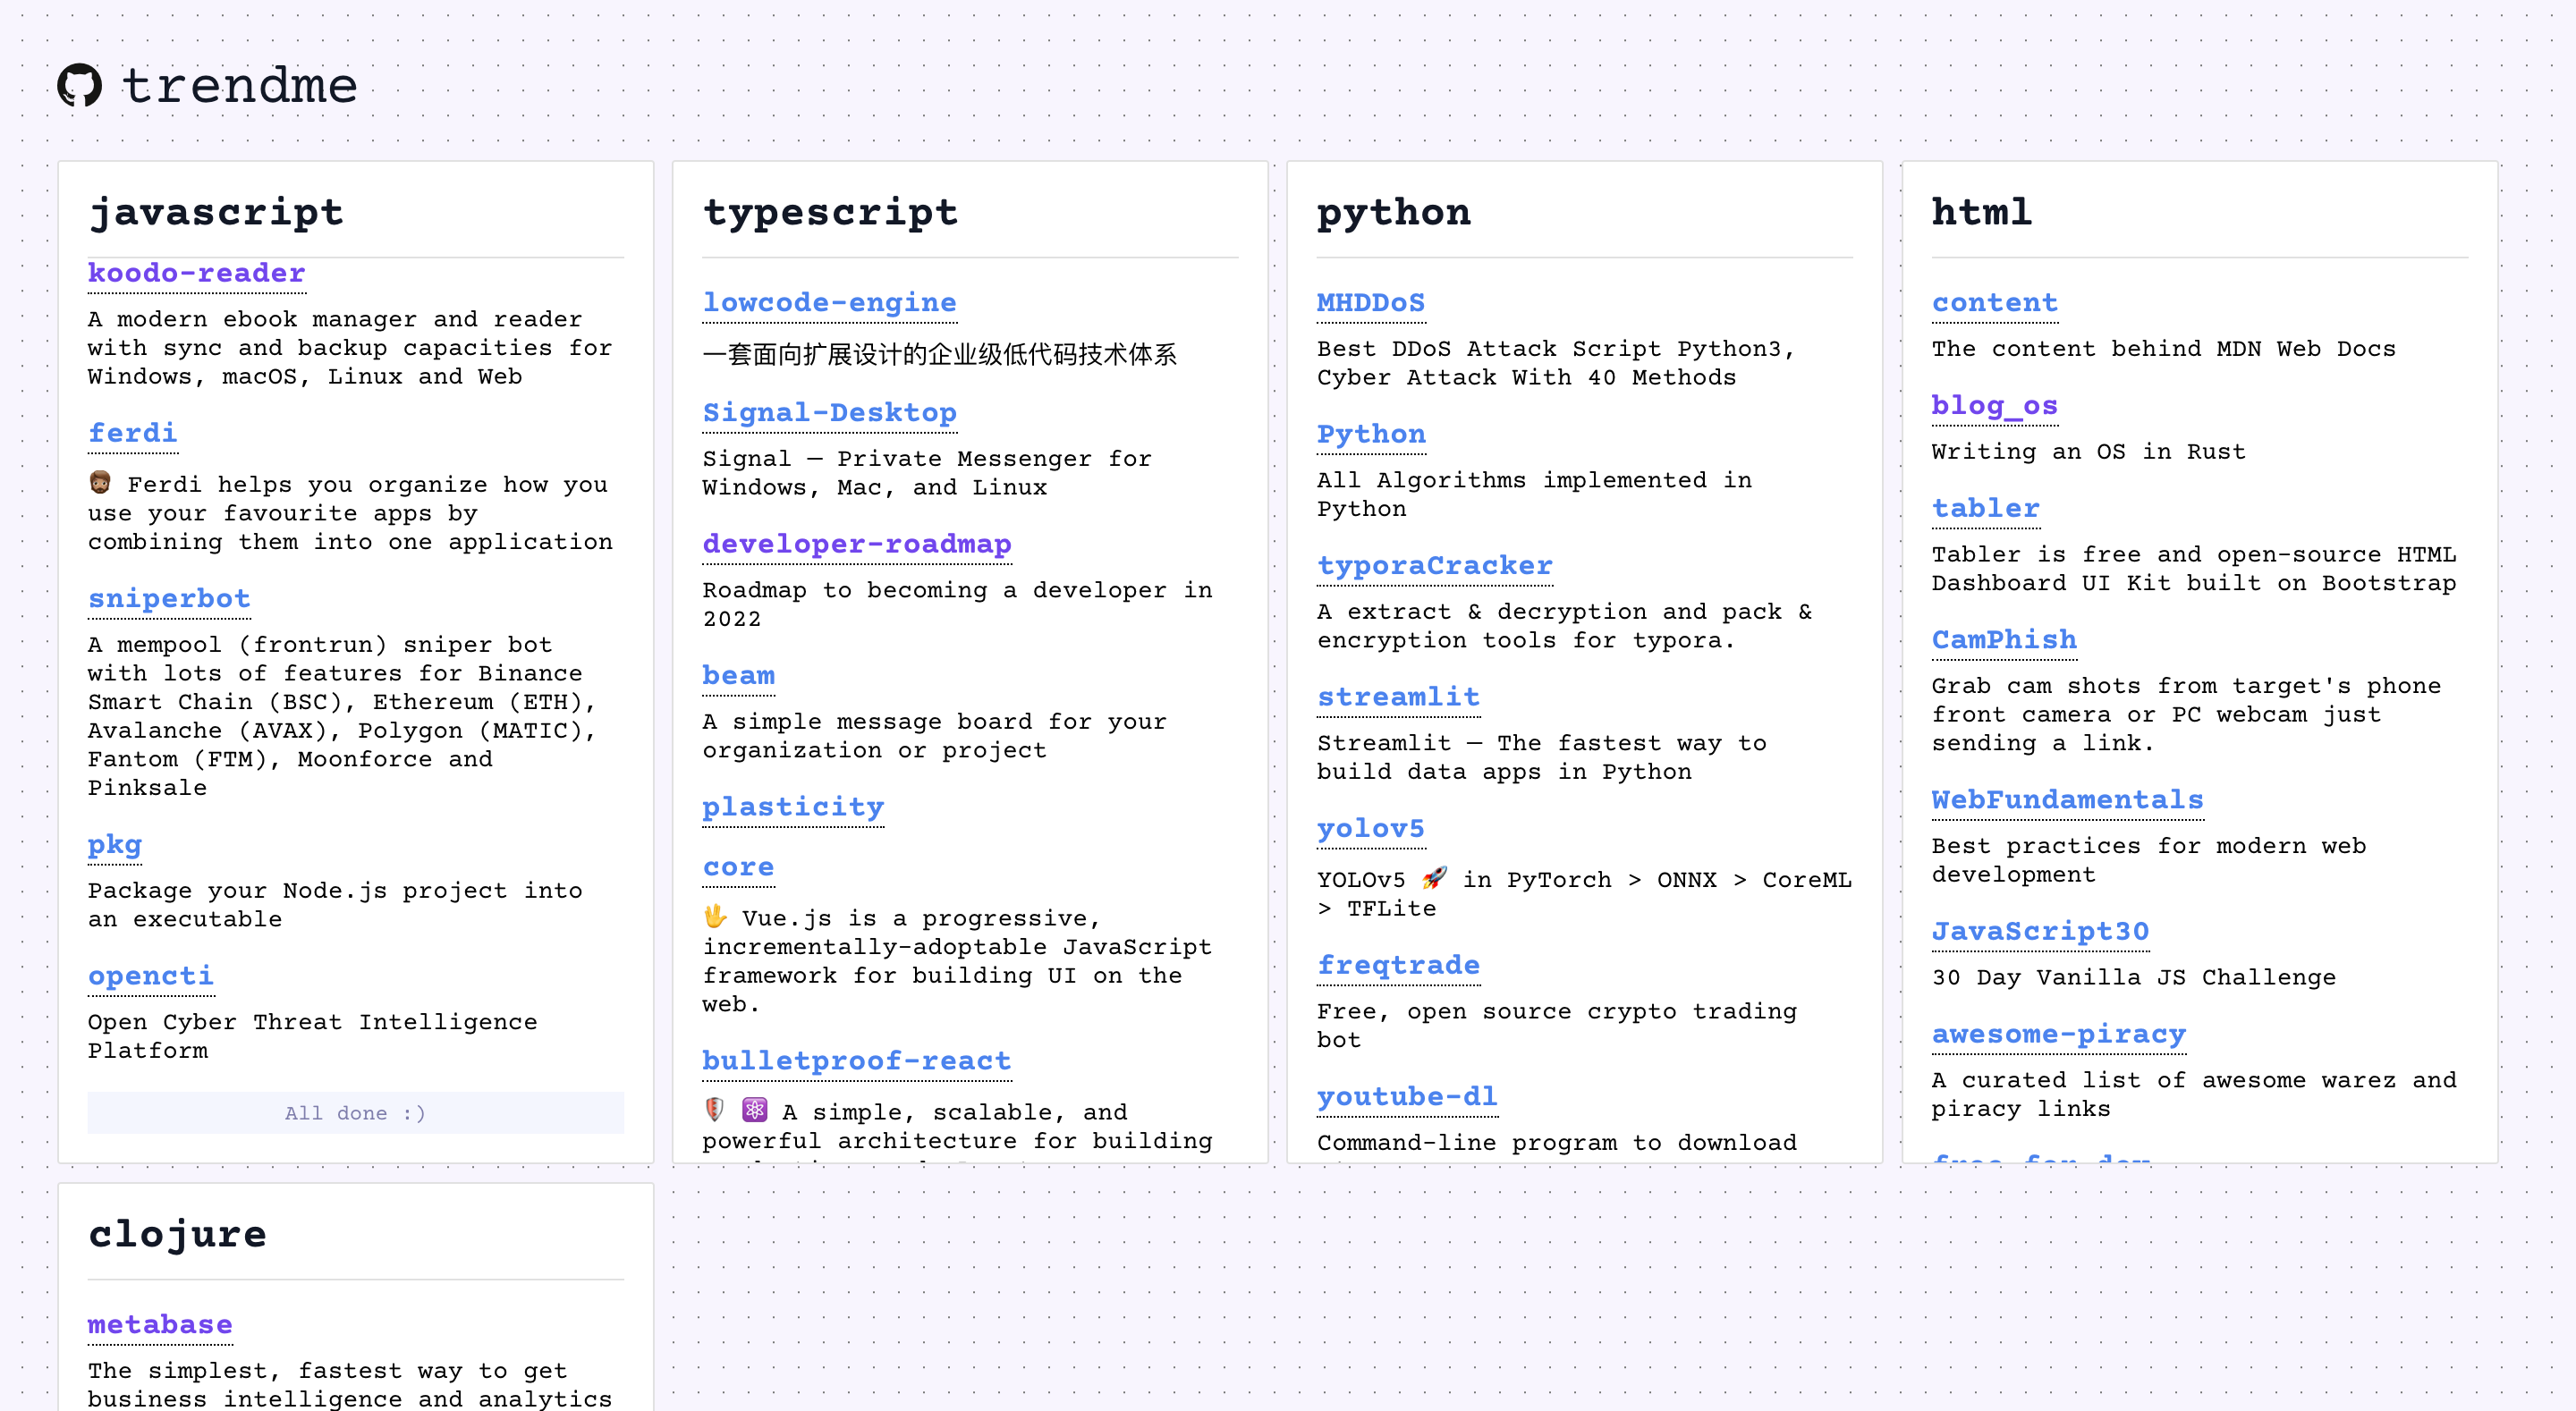 trendme
javascript
koodo-reader
A modern ebook manager and reader
with sync and backup capacities for
Windows, macOS, Linux and Web
ferdi
🧔🏽 Ferdi helps you organize how you
use your favourite apps by
combining them into one application
sniperbot
A mempool (frontrun) sniper bot
with lots of features for Binance
Smart Chain (BSC), Ethereum (ETH),
Avalanche (AVAX), Polygon (MATIC),
Fantom (FTM), Moonforce and
Pinksale
pkg
Package your Node.js project into
an executable
opencti
Open Cyber Threat Intelligence
Platform
All done :)
typescript
lowcode-engine
一套面向扩展设计的企业级低代码技术体系
Signal-Desktop
Signal — Private Messenger for
Windows, Mac, and Linux
developer-roadmap
Roadmap to becoming a developer in
2022
beam
A simple message board for your
organization or project
plasticity
core
🖖 Vue.js is a progressive,
incrementally-adoptable JavaScript
framework for building UI on the
web.
bulletproof-react
🛡️ ⚛️ A simple, scalable, and
powerful architecture for building
python
MHDDoS
Best DDoS Attack Script Python3,
Cyber Attack With 40 Methods
Python
All Algorithms implemented in
Python
typoraCracker
A extract & decryption and pack &
encryption tools for typora.
streamlit
Streamlit — The fastest way to
build data apps in Python
yolov5
YOLOv5 🚀 in PyTorch > ONNX > CoreML
> TFLite
freqtrade
Free, open source crypto trading
bot
youtube-dl
Command-line program to download
html
content
The content behind MDN Web Docs
blog_os
Writing an OS in Rust
tabler
Tabler is free and open-source HTML
Dashboard UI Kit built on Bootstrap
CamPhish
Grab cam shots from target's phone
front camera or PC webcam just
sending a link.
WebFundamentals
Best practices for modern web
development
JavaScript30
30 Day Vanilla JS Challenge
awesome-piracy
A curated list of awesome warez and
piracy links
clojure
metabase
The simplest, fastest way to get
business intelligence and analytics